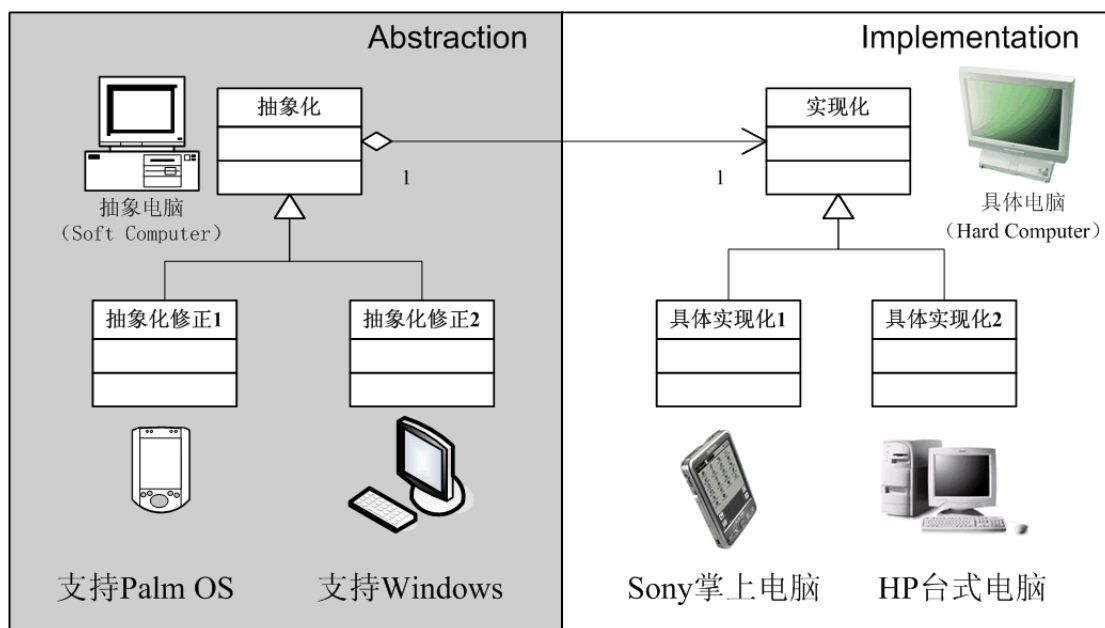 Abstraction
Implementation
抽象化
实现化
1
1
抽象电脑
（Soft Computer）
具体电脑
（Hard Computer）
抽象化修正1
抽象化修正2
具体实现化1
具体实现化2
支持Palm OS
支持Windows
Sony掌上电脑
HP台式电脑